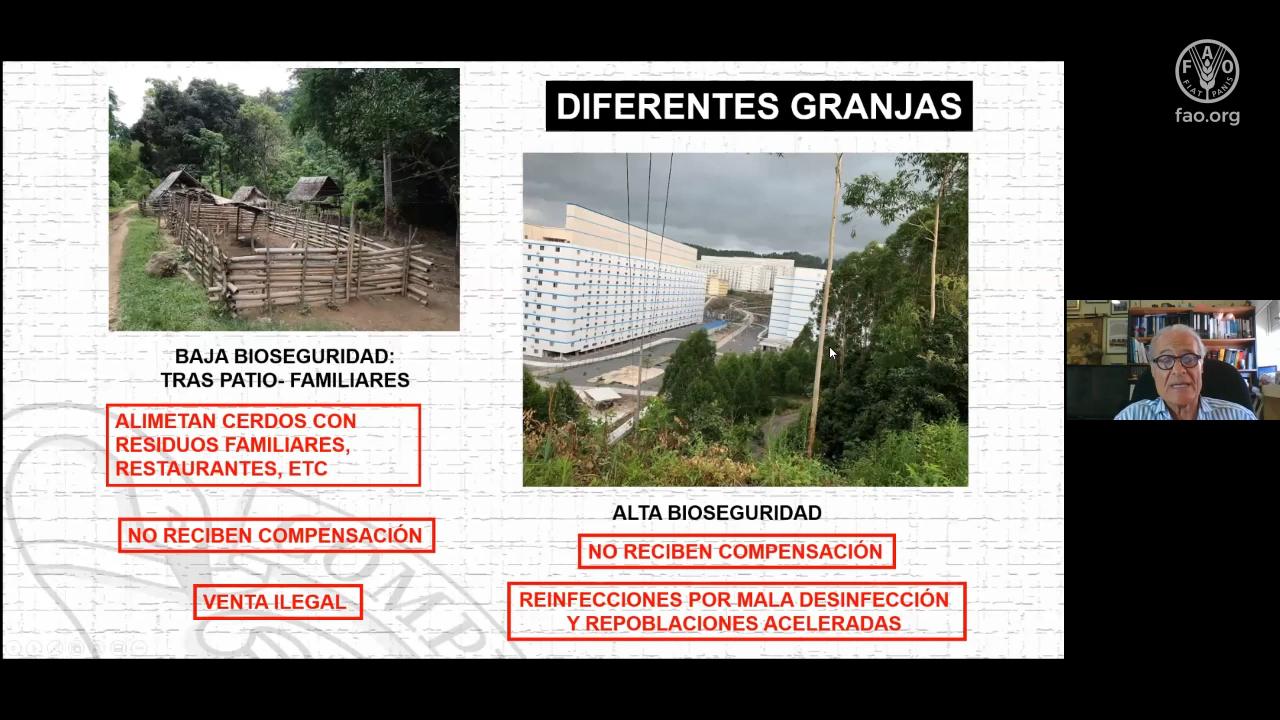 DIFERENTES GRANJAS
BAJA BIOSEGURIDAD:
TRAS PATIO- FAMILIARES
ALIMETAN CERDOS CON
RESIDUOS FAMILIARES,
RESTAURANTES, ETC
NO RECIBEN COMPENSACIÓN
VENTA ILEGAL
ALTA BIOSEGURIDAD
NO RECIBEN COMPENSACIÓN
REINFECCIONES POR MALA DESINFECCIÓN
Y REPOBLACIONES ACELERADAS
F A O
FIAT PANIS
fao.org